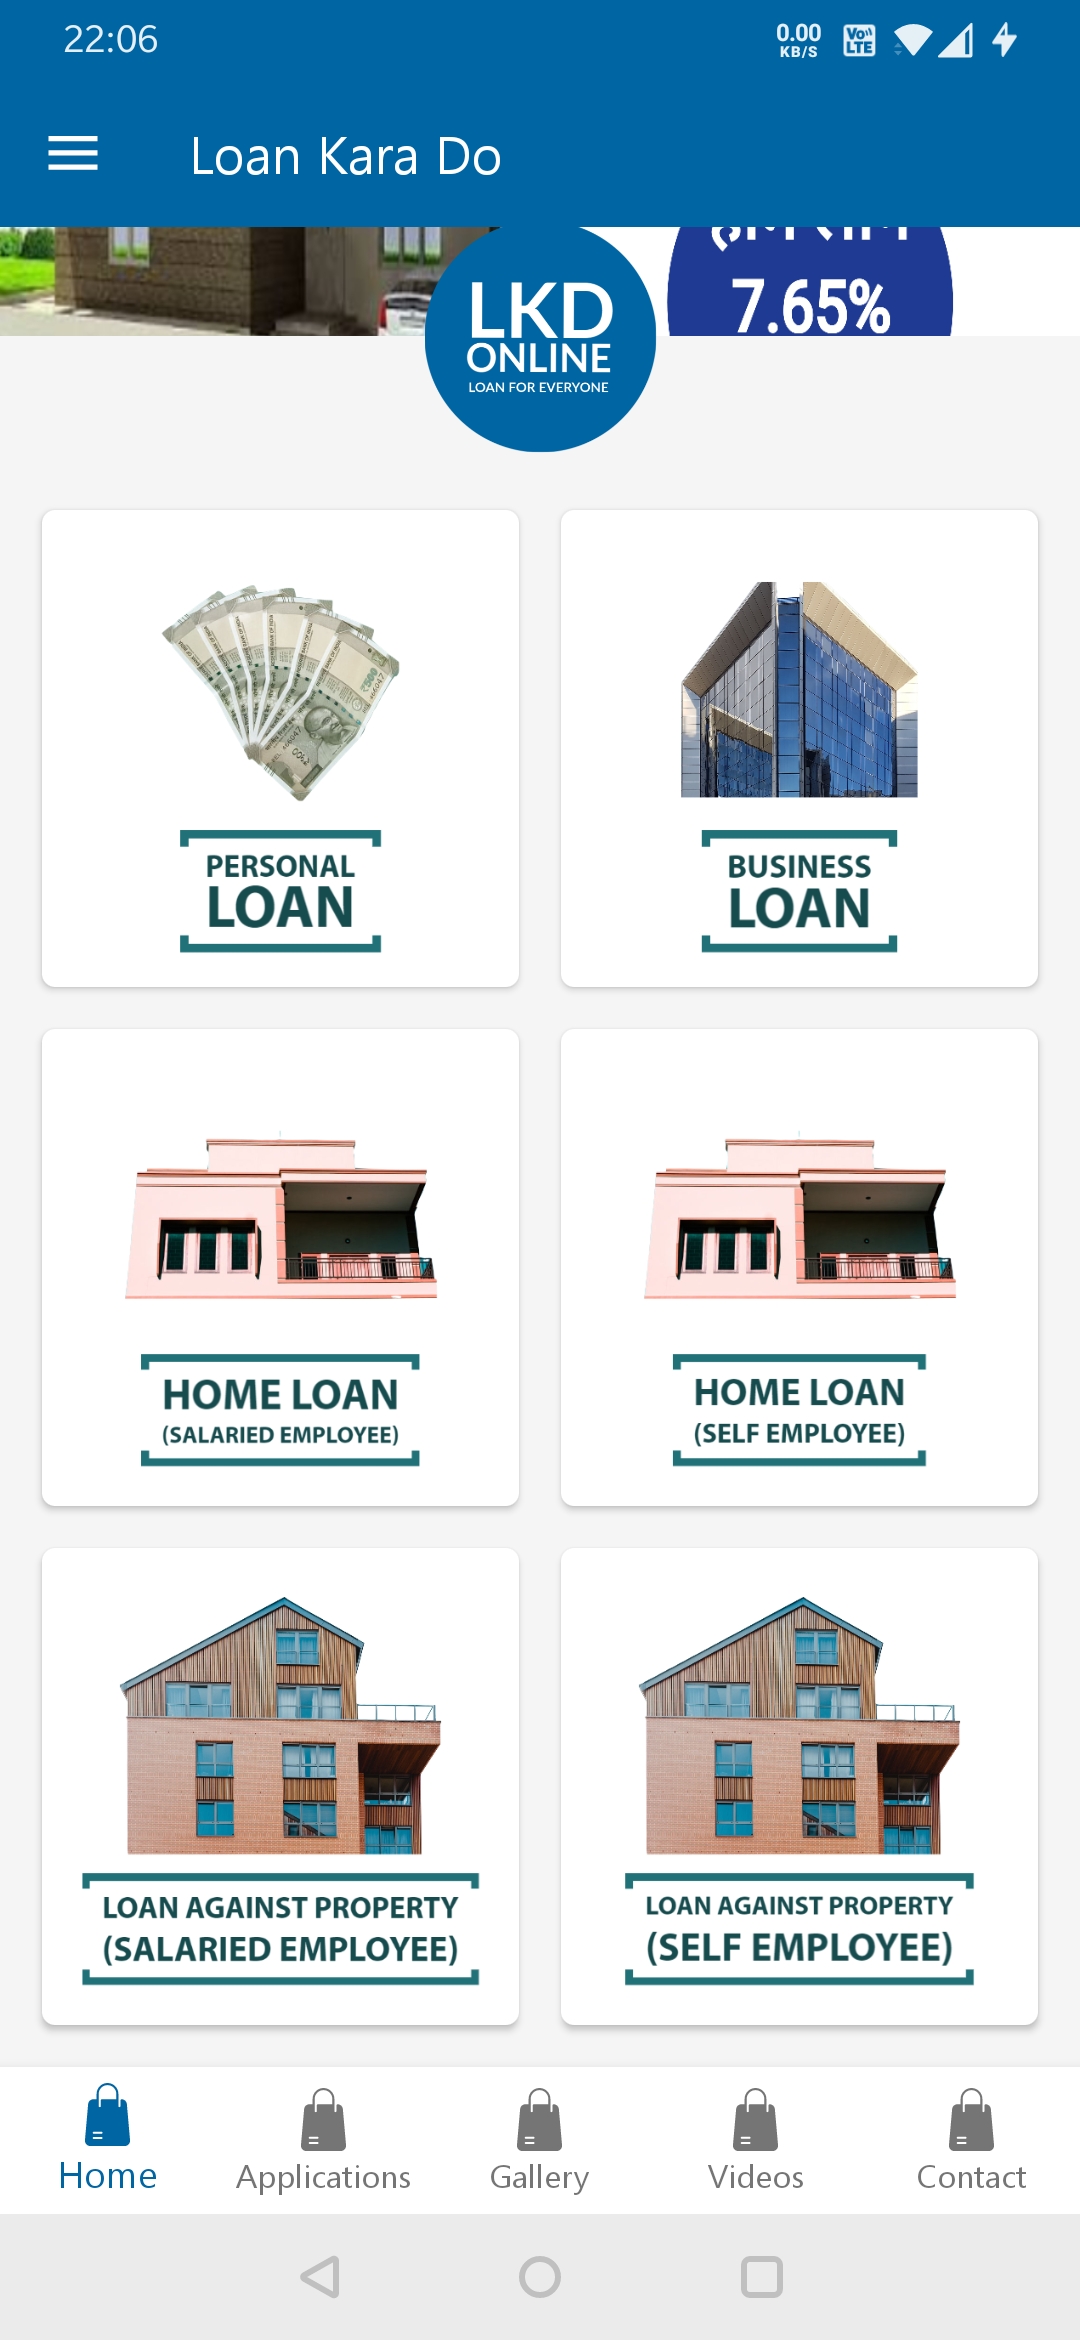 22:06
0.00
KB/S
Vo))
LTE
Loan Kara Do
7.65%
LKD
ONLINE
LOAN FOR EVERYONE
PERSONAL
LOAN
BUSINESS
LOAN
HOME LOAN
(SALARIED EMPLOYEE)
HOME LOAN
(SELF EMPLOYEE)
LOAN AGAINST PROPERTY
(SALARIED EMPLOYEE)
LOAN AGAINST PROPERTY
(SELF EMPLOYEE)
Home
Applications
Gallery
Videos
Contact